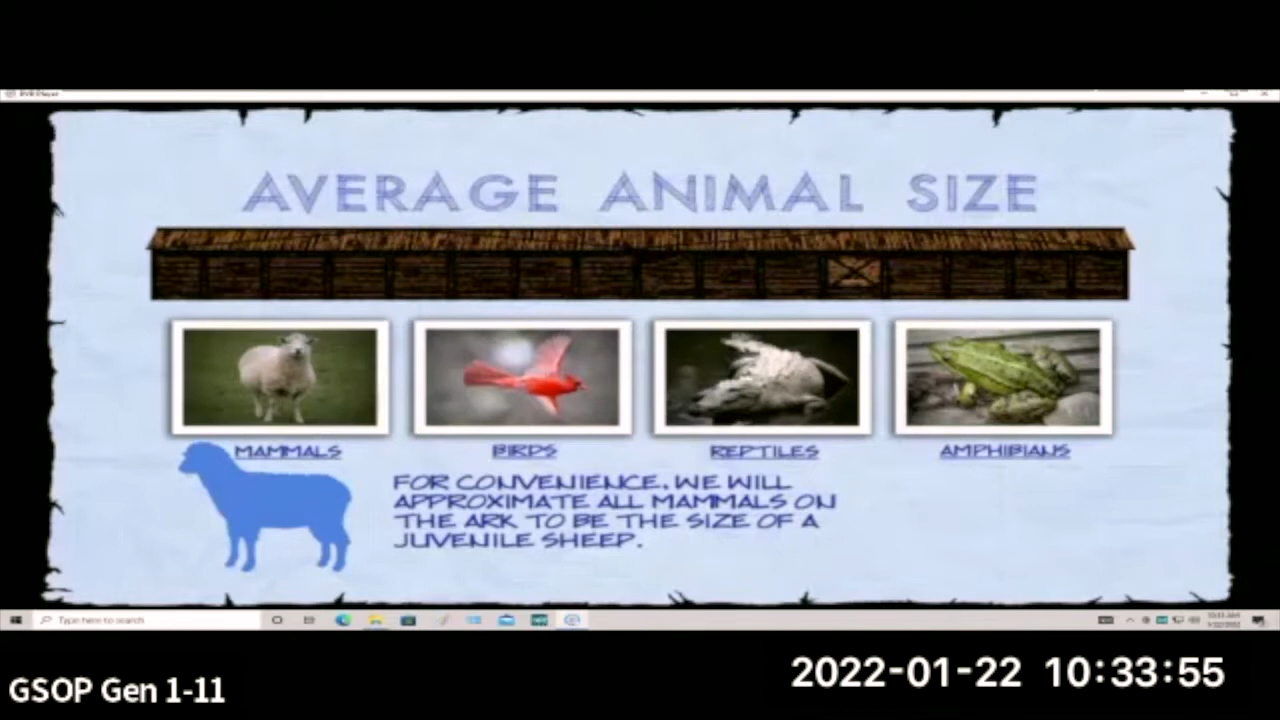 DVR Player
AVERAGE ANIMAL SIZE
MAMMALS BIRDS REPTILES AMPHIBIANS
FOR CONVENIENCE, WE WILL
APPROXIMATE ALL MAMMALS ON
THE ARK TO BE THE SIZE OF A
JUVENILE SHEEP.
Type here to search
2022-01-22 10:33:55
GSOP Gen 1-11